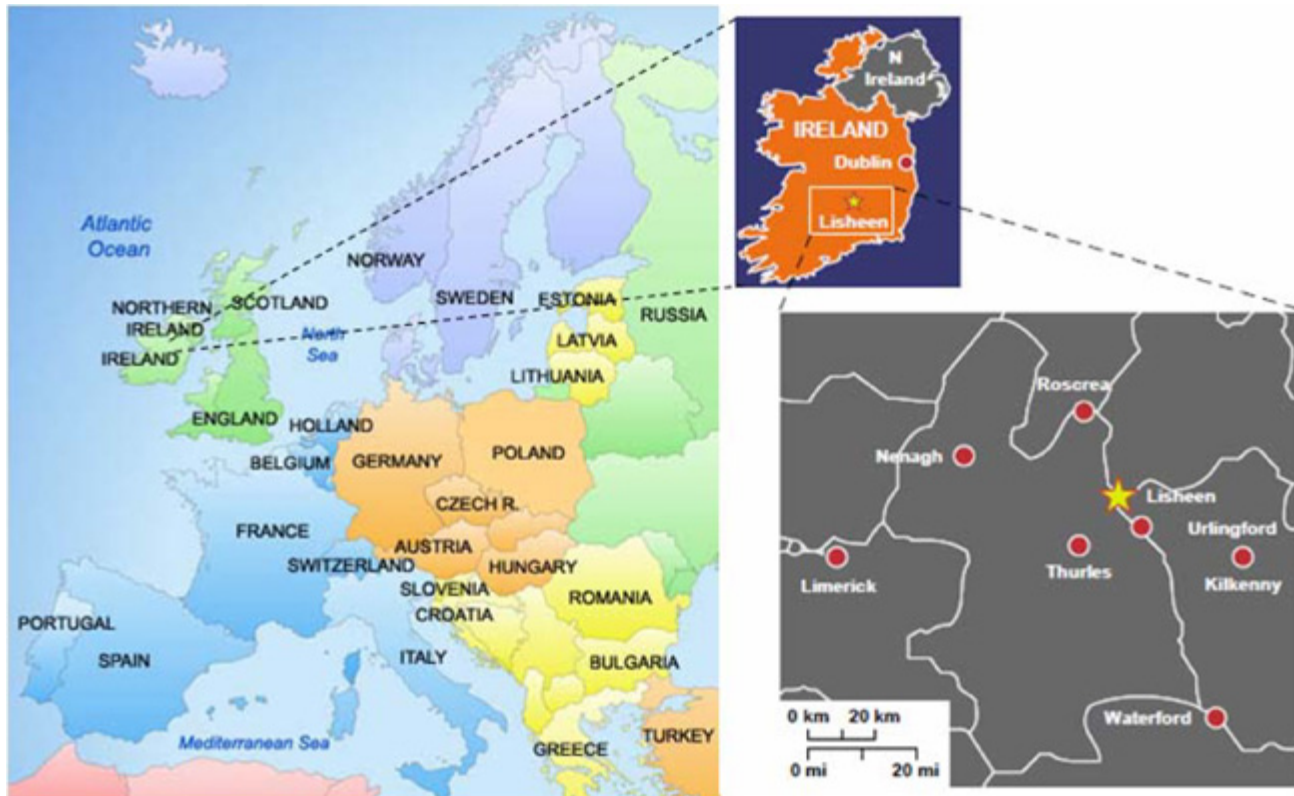 Atlantic
Ocean
NORWAY
SWEDEN
ESTONIA
RUSSIA
NORTHERN
IRELAND
SCOTLAND
North
Sea
LATVIA
IRELAND
LITHUANIA
ENGLAND
HOLLAND
BELGIUM
GERMANY
POLAND
CZECH R.
FRANCE
AUSTRIA
SWITZERLAND
HUNGARY
SLOVENIA
ROMANIA
CROATIA
PORTUGAL
SPAIN
ITALY
BULGARIA
Mediterranean Sea
GREECE
TURKEY
N
Ireland
IRELAND
Dublin
Lisheen
Roscrea
Nenagh
Lisheen
Urlingford
Thurles
Limerick
Kilkenny
Waterford
0 km 20 km
0 mi 20 mi